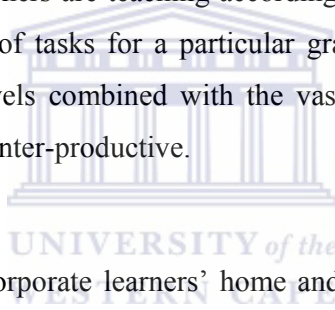 ners are teaching according
of tasks for a particular gra
vels combined with the vas
nter-productive.
UNIVERSITY of the
orporate learners' home and
WESTERN CAPE